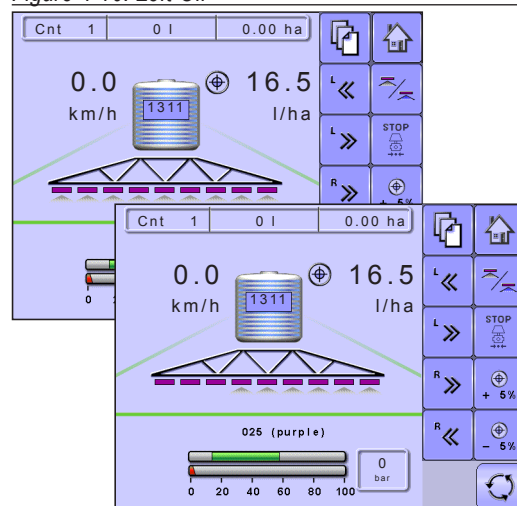 Cnt 1 0 l 0.00 ha
0.0 16.5
km/h l/ha
1311
L
L
STOP
R
+ 5%
0
Cnt 1 0 l 0.00 ha
0.0 16.5
km/h l/ha
1311
L
L
STOP
R
+ 5%
R
- 5%
025 (purple)
0
bar
0 20 40 60 80 100